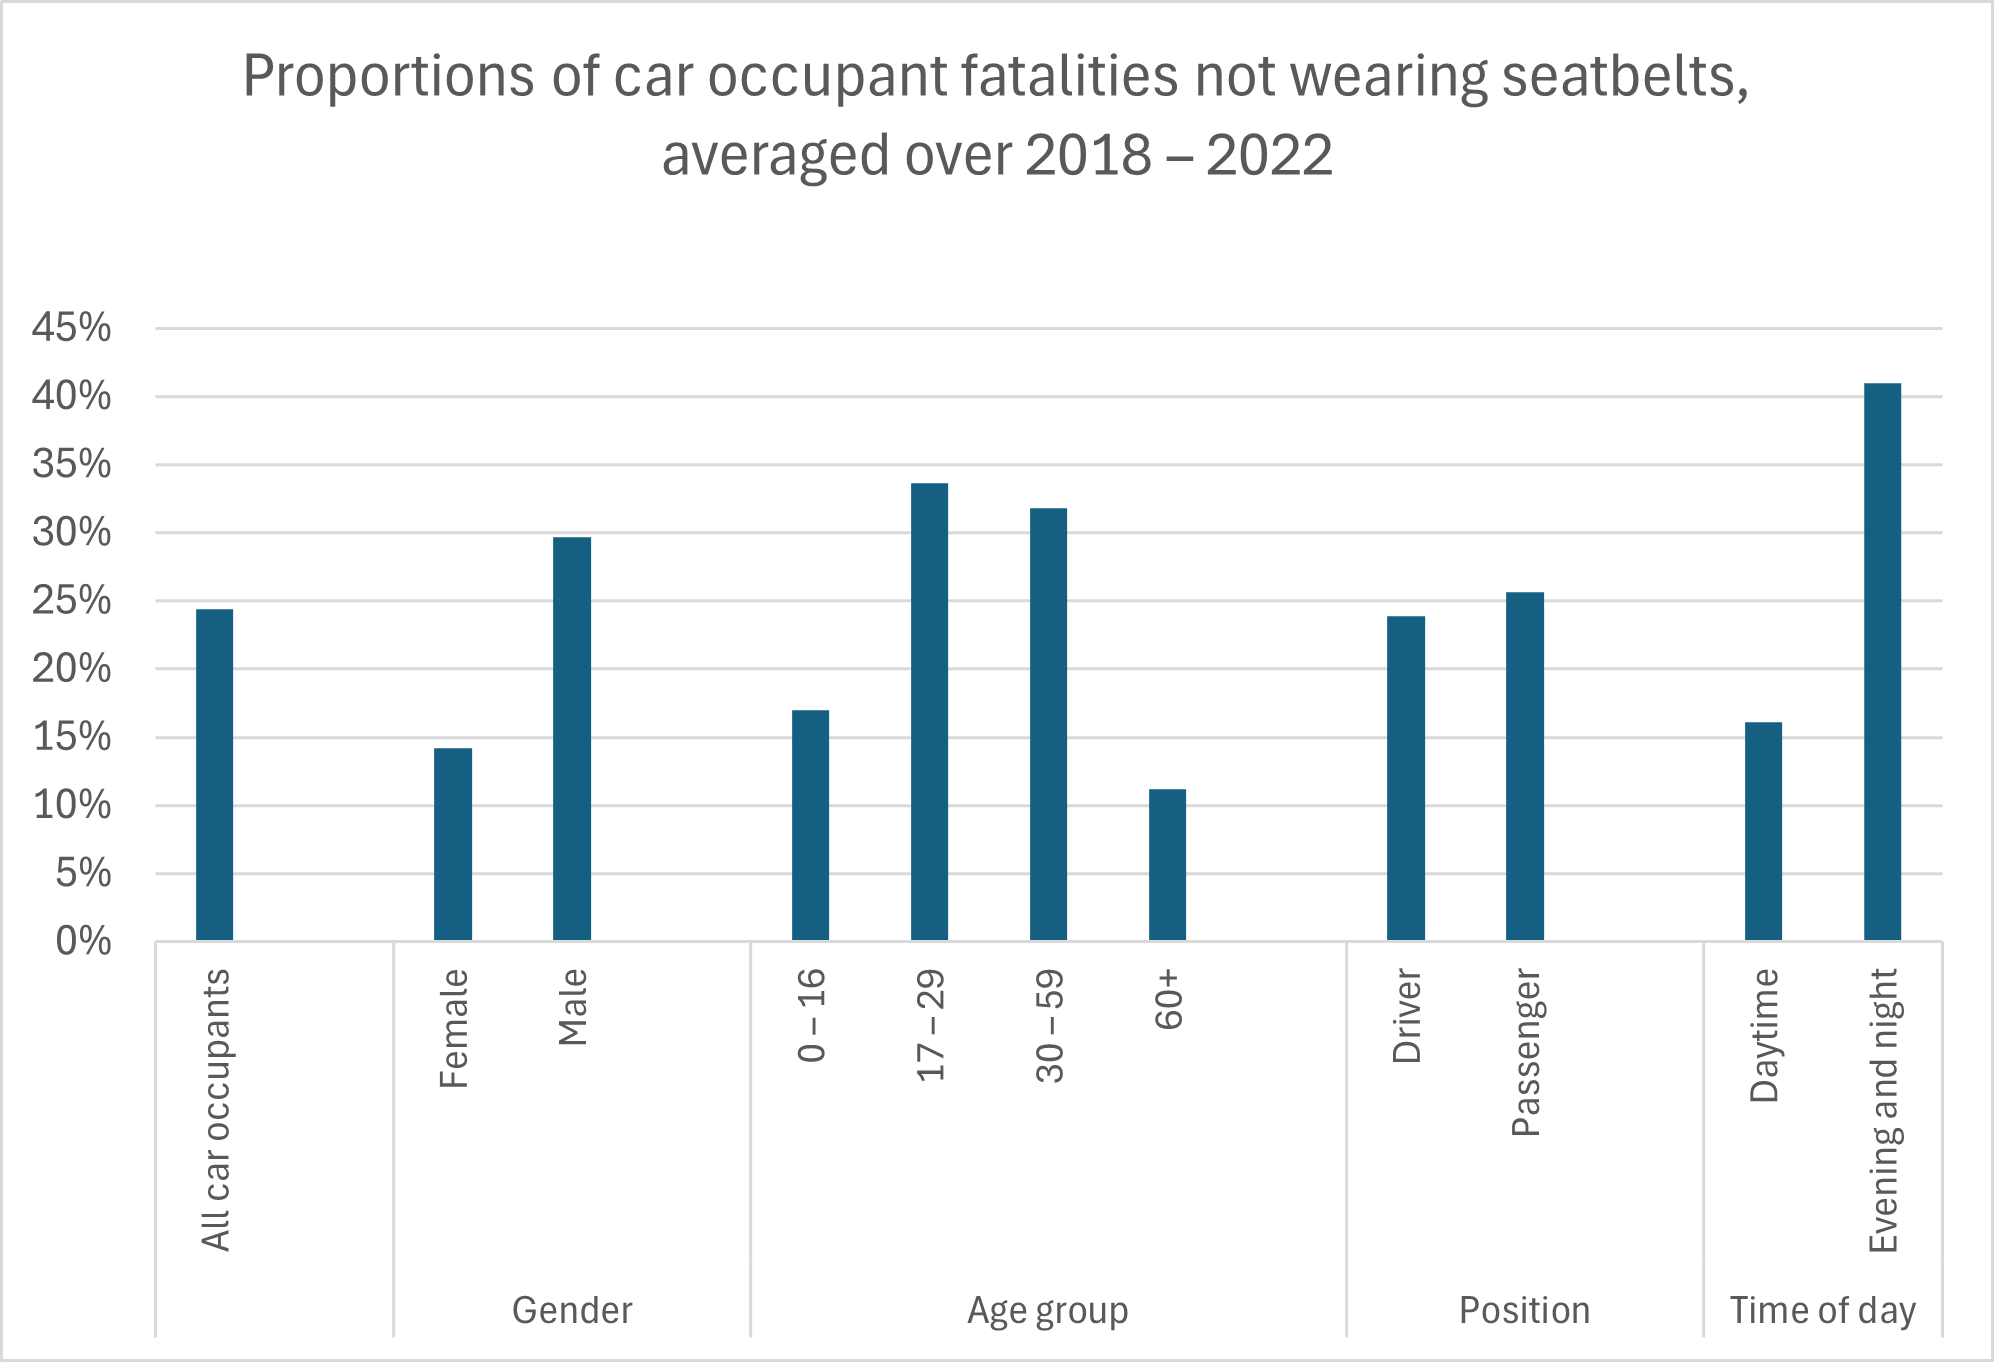 Proportions of car occupant fatalities not wearing seatbelts,
averaged over 2018 – 2022
45%
40%
35%
30%
25%
20%
15%
10%
5%
0%
All car occupants
Female
Male
0 – 16
17 – 29
30 – 59
60+
Driver
Passenger
Daytime
Evening and night
Gender
Age group
Position
Time of day